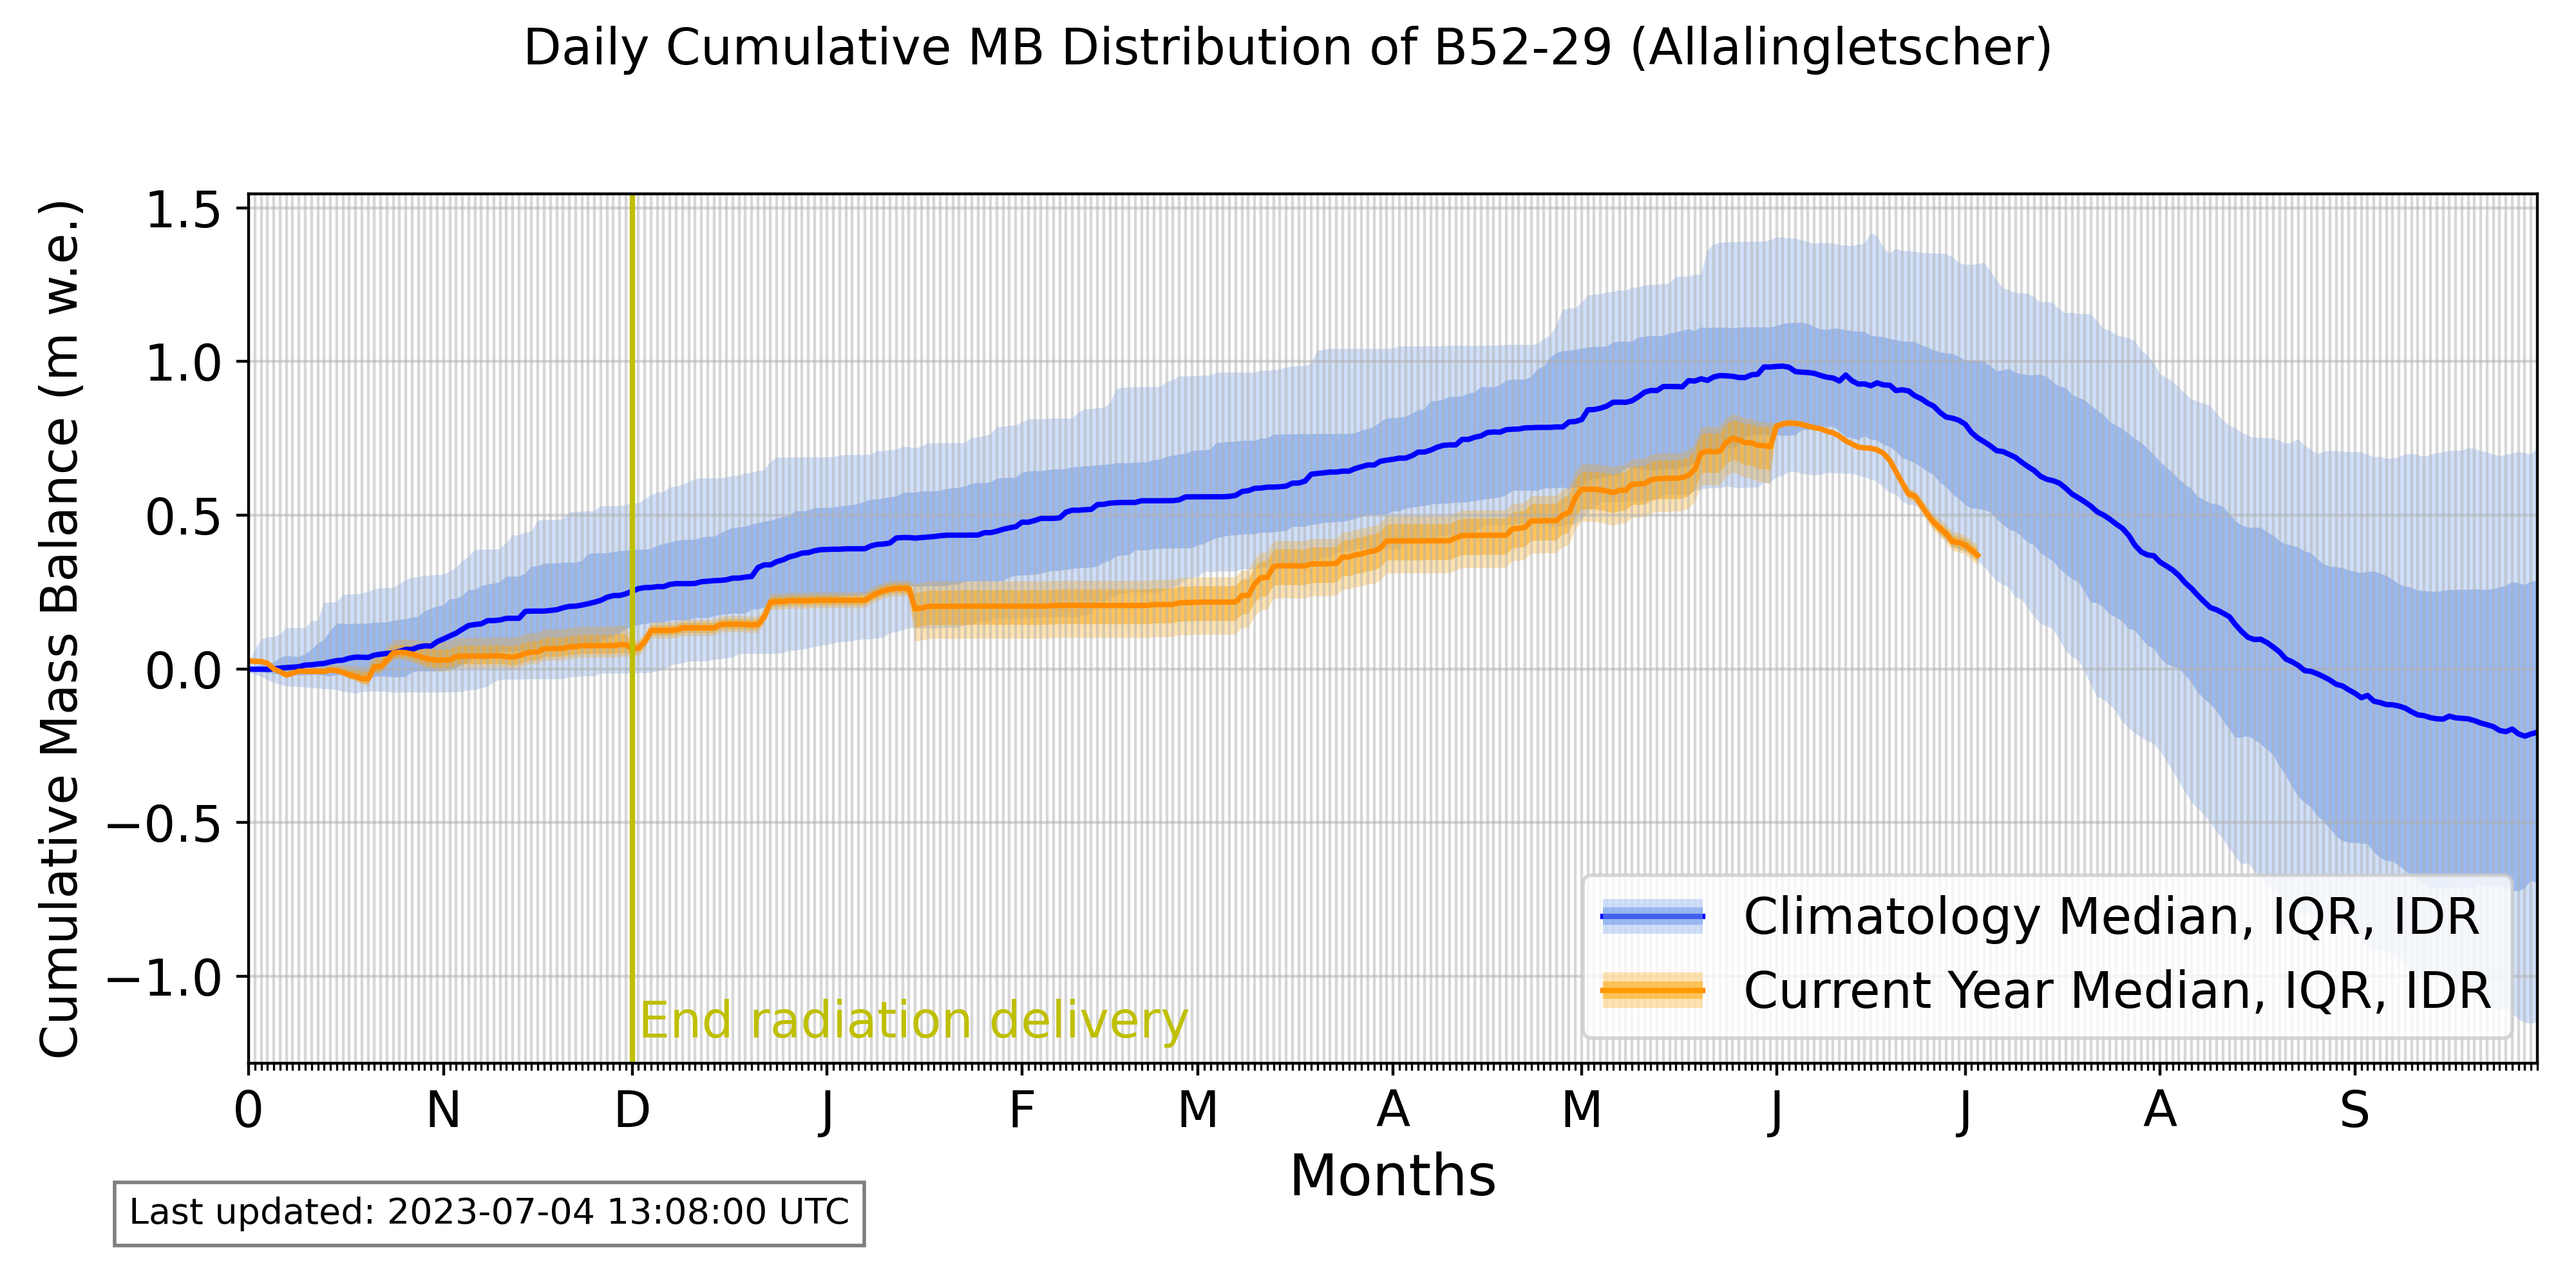 Daily Cumulative MB Distribution of B52-29 (Allalingletscher)
Cumulative Mass Balance (m w.e.)
1.5
1.0
0.5
0.0
−0.5
−1.0
End radiation delivery
Climatology Median, IQR, IDR
Current Year Median, IQR, IDR
0 N D J F M A M J J A S
Months
Last updated: 2023-07-04 13:08:00 UTC